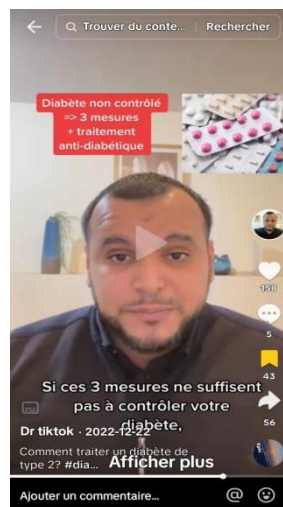 Trouver du conte...
Rechercher
Diabète non contrôlé
=> 3 mesures
+ traitement
anti-diabétique
158
5
43
56
Si ces 3 mesures ne suffisent
pas à contrôler votre
diabète,
Dr tiktok · 2022-12-22
Comment traiter un diabète de
type 2? #dia... Afficher plus
Ajouter un commentaire...
@